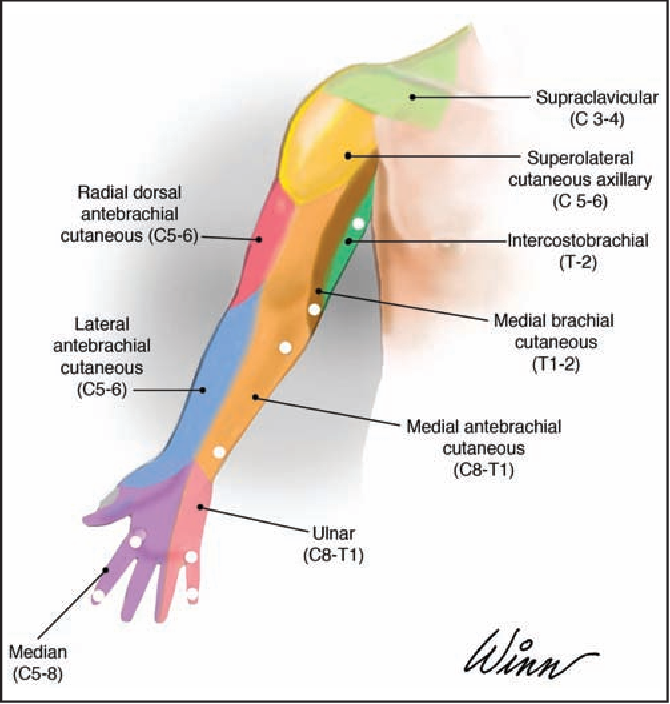 Supraclavicular
(C 3-4)
Superolateral
cutaneous axillary
(C 5-6)
Radial dorsal
antebrachial
cutaneous (C5-6)
Intercostobrachial
(T-2)
Medial brachial
cutaneous
(T1-2)
Lateral
antebrachial
cutaneous
(C5-6)
Medial antebrachial
cutaneous
(C8-T1)
Ulnar
(C8-T1)
Median
(C5-8)
Winn